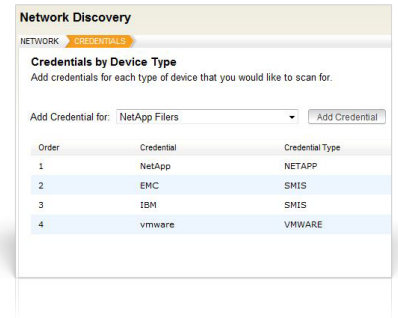 Network Discovery
NETWORK CREDENTIALS
Credentials by Device Type
Add credentials for each type of device that you would like to scan for.
Add Credential for: NetApp Filers Add Credential
Order Credential Credential Type
1 NetApp NETAPP
2 EMC SMIS
3 IBM SMIS
4 vmware VMWARE